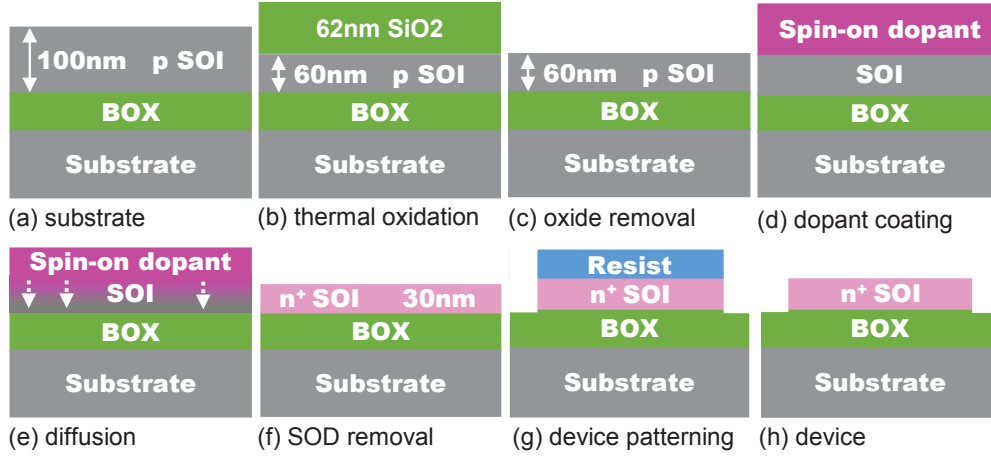 100nm p SOI
BOX
Substrate
(a) substrate
62nm SiO2
60nm p SOI
BOX
Substrate
(b) thermal oxidation
60nm p SOI
BOX
Substrate
(c) oxide removal
Spin-on dopant
SOI
BOX
Substrate
(d) dopant coating
Spin-on dopant
SOI
BOX
Substrate
(e) diffusion
n⁺ SOI 30nm
BOX
Substrate
(f) SOD removal
Resist
n⁺ SOI
BOX
Substrate
(g) device patterning
n⁺ SOI
BOX
Substrate
(h) device